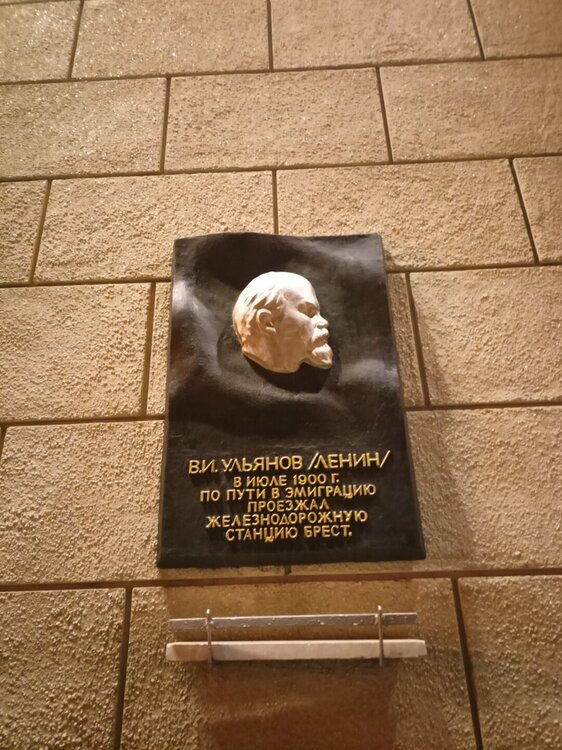 В.И. УЛЬЯНОВ /ЛЕНИН/
В ИЮЛЕ 1900 Г.
ПО ПУТИ В ЭМИГРАЦИЮ
ПРОЕЗЖАЛ
ЖЕЛЕЗНОДОРОЖНУЮ
СТАНЦИЮ БРЕСТ.